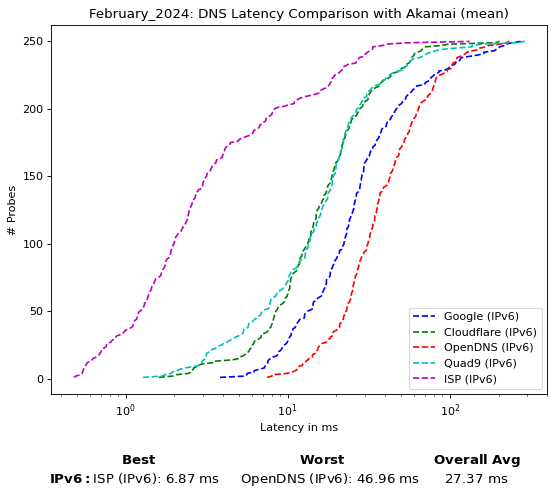 February_2024: DNS Latency Comparison with Akamai (mean)
250
200
150
100
50
0
# Probes
10⁰
10¹
10²
Latency in ms
Google (IPv6)
Cloudflare (IPv6)
OpenDNS (IPv6)
Quad9 (IPv6)
ISP (IPv6)
Best Worst Overall Avg
IPv6: ISP (IPv6): 6.87 ms OpenDNS (IPv6): 46.96 ms 27.37 ms